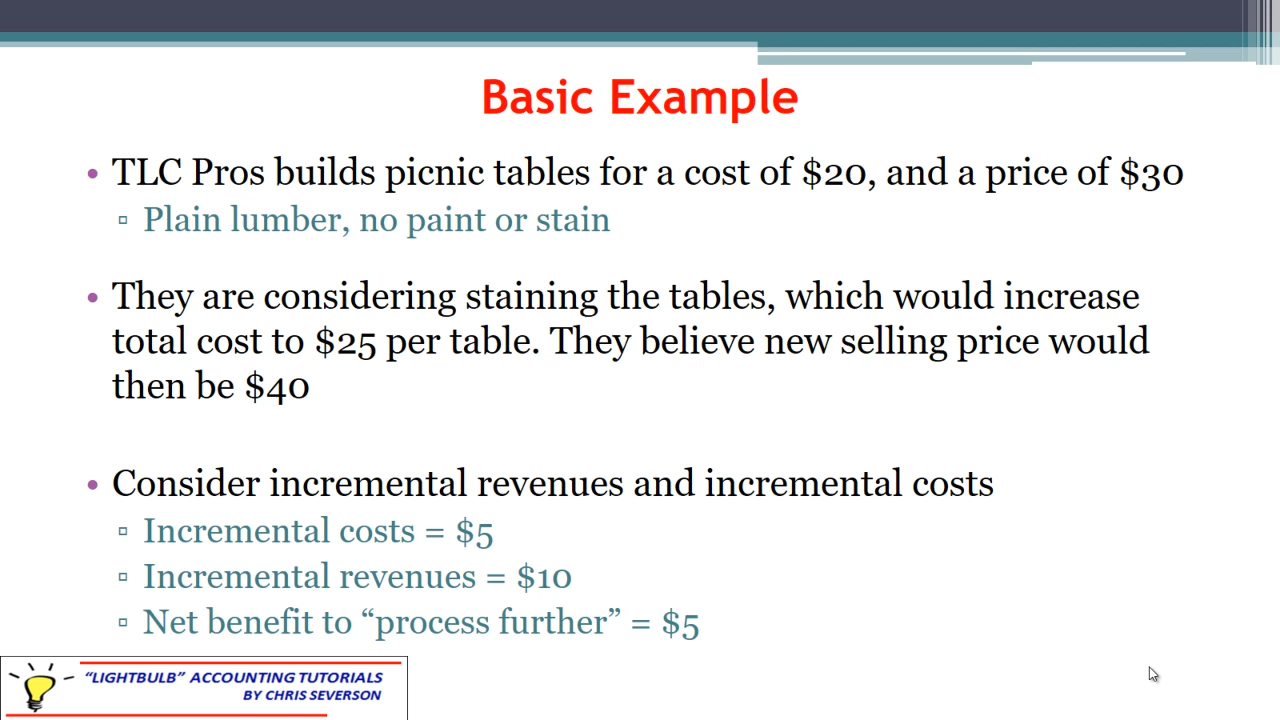 Basic Example
• TLC Pros builds picnic tables for a cost of $20, and a price of $30
▫ Plain lumber, no paint or stain
• They are considering staining the tables, which would increase
total cost to $25 per table. They believe new selling price would
then be $40
• Consider incremental revenues and incremental costs
▫ Incremental costs = $5
▫ Incremental revenues = $10
▫ Net benefit to “process further” = $5
“LIGHTBULB” ACCOUNTING TUTORIALS
BY CHRIS SEVERSON